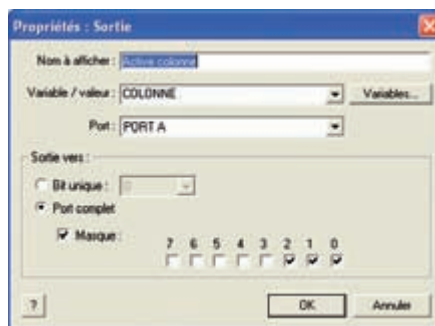 Propriétés : Sortie
Nom à afficher : Active colonne
Variable / valeur : COLONNE Variables...
Port : PORT A
Sortie vers :
Bit unique : 0
Port complet
Masque : 7 6 5 4 3 2 1 0
? OK Annuler